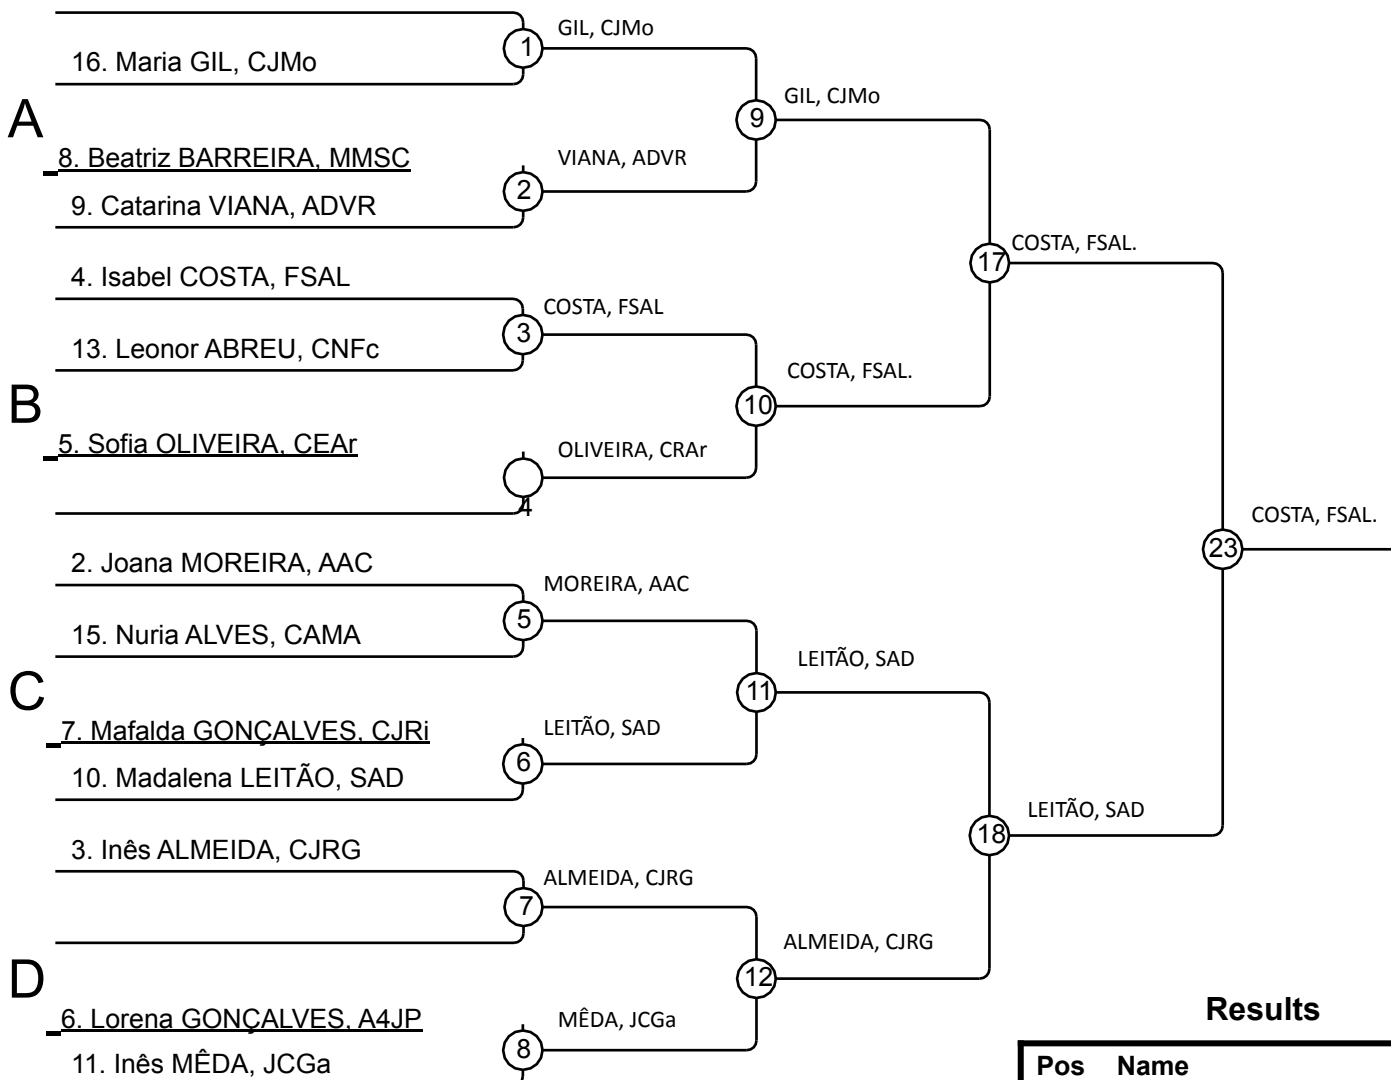 GIL, CJMo
1
16. Maria GIL, CJMo
GIL, CJMo
A
9
8. Beatriz BARREIRA, MMSC
VIANA, ADVR
2
9. Catarina VIANA, ADVR
COSTA, FSAL.
17
4. Isabel COSTA, FSAL
COSTA, FSAL
3
13. Leonor ABREU, CNFc
COSTA, FSAL.
B
10
5. Sofia OLIVEIRA, CEAr
OLIVEIRA, CRAr
4
COSTA, FSAL.
23
2. Joana MOREIRA, AAC
MOREIRA, AAC
5
15. Nuria ALVES, CAMA
LEITÃO, SAD
C
11
7. Mafalda GONÇALVES, CJRi
LEITÃO, SAD
6
10. Madalena LEITÃO, SAD
LEITÃO, SAD
18
3. Inês ALMEIDA, CJRG
ALMEIDA, CJRG
7
ALMEIDA, CJRG
D
12
6. Lorena GONÇALVES, A4JP
MÊDA, JCGa
8
11. Inês MÊDA, JCGa
Results
Pos Name